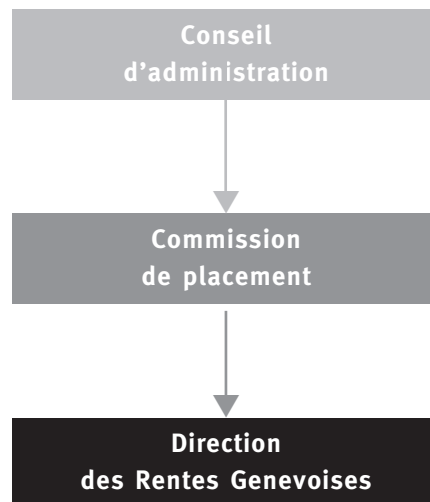 Conseil
d'administration
Commission
de placement
Direction
des Rentes Genevoises